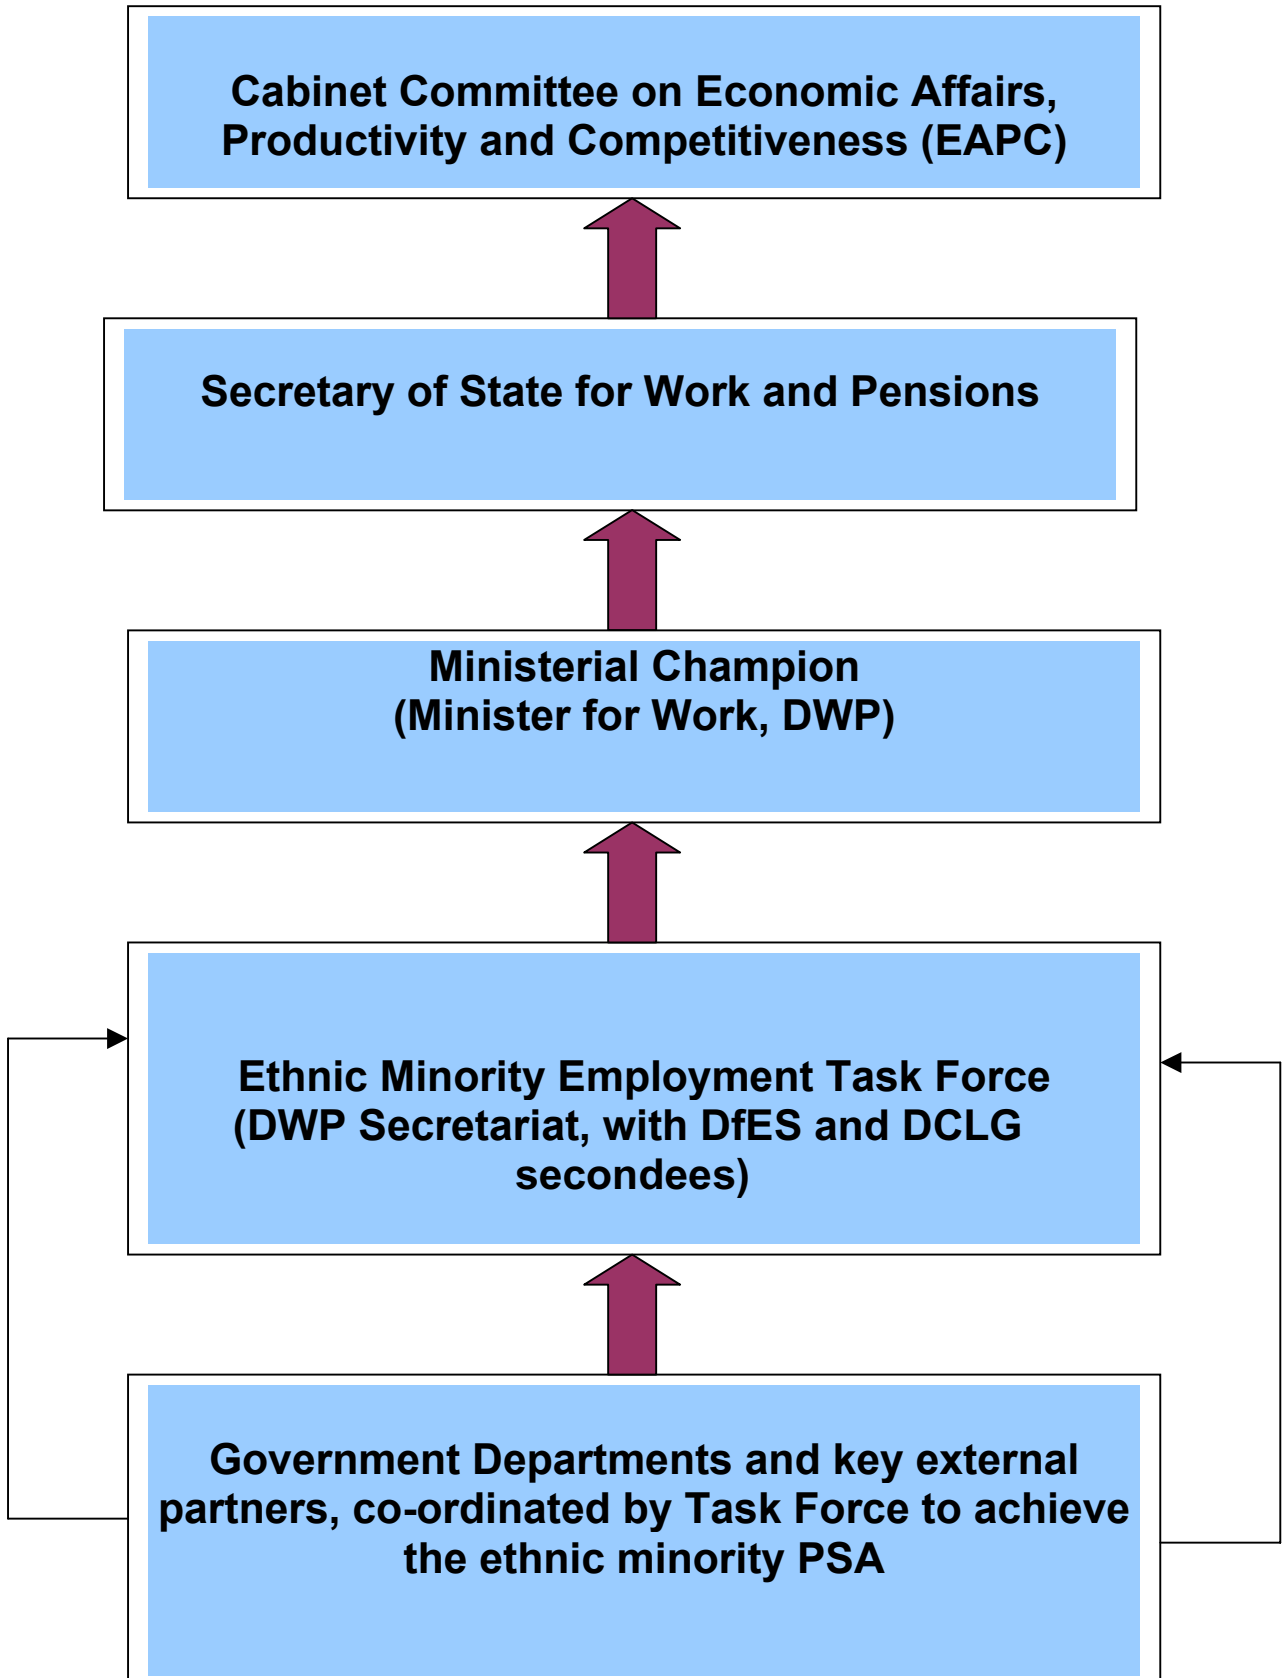 Cabinet Committee on Economic Affairs,
Productivity and Competitiveness (EAPC)
Secretary of State for Work and Pensions
Ministerial Champion
(Minister for Work, DWP)
Ethnic Minority Employment Task Force
(DWP Secretariat, with DfES and DCLG
secondees)
Government Departments and key external
partners, co-ordinated by Task Force to achieve
the ethnic minority PSA